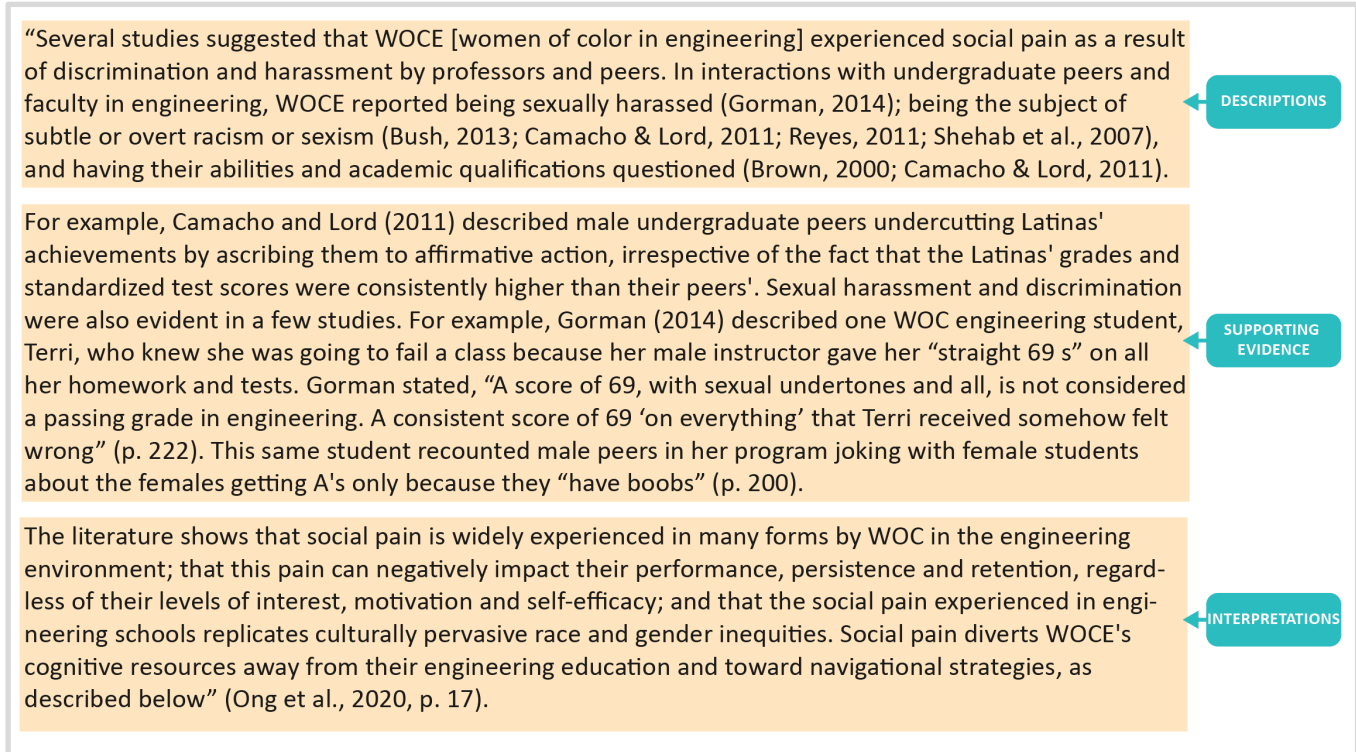 “Several studies suggested that WOCE [women of color in engineering] experienced social pain as a result
of discrimination and harassment by professors and peers. In interactions with undergraduate peers and
faculty in engineering, WOCE reported being sexually harassed (Gorman, 2014); being the subject of
subtle or overt racism or sexism (Bush, 2013; Camacho & Lord, 2011; Reyes, 2011; Shehab et al., 2007),
and having their abilities and academic qualifications questioned (Brown, 2000; Camacho & Lord, 2011).
DESCRIPTIONS
For example, Camacho and Lord (2011) described male undergraduate peers undercutting Latinas'
achievements by ascribing them to affirmative action, irrespective of the fact that the Latinas' grades and
standardized test scores were consistently higher than their peers'. Sexual harassment and discrimination
were also evident in a few studies. For example, Gorman (2014) described one WOC engineering student,
Terri, who knew she was going to fail a class because her male instructor gave her “straight 69 s” on all
her homework and tests. Gorman stated, “A score of 69, with sexual undertones and all, is not considered
a passing grade in engineering. A consistent score of 69 ‘on everything’ that Terri received somehow felt
wrong” (p. 222). This same student recounted male peers in her program joking with female students
about the females getting A's only because they “have boobs” (p. 200).
SUPPORTING
EVIDENCE
The literature shows that social pain is widely experienced in many forms by WOC in the engineering
environment; that this pain can negatively impact their performance, persistence and retention, regard-
less of their levels of interest, motivation and self-efficacy; and that the social pain experienced in engi-
neering schools replicates culturally pervasive race and gender inequities. Social pain diverts WOCE's
cognitive resources away from their engineering education and toward navigational strategies, as
described below” (Ong et al., 2020, p. 17).
INTERPRETATIONS